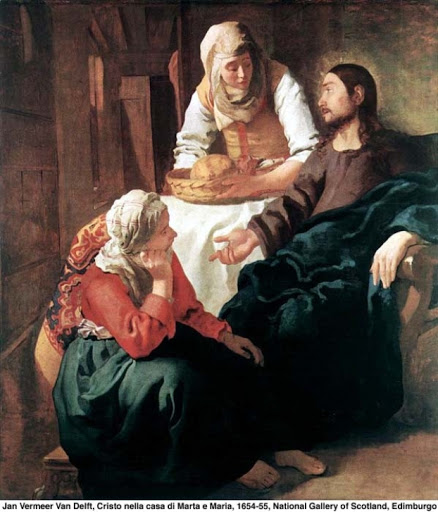 Jan Vermeer Van Delft, Cristo nella casa di Marta e Maria, 1654-55, National Gallery of Scotland, Edimburgo